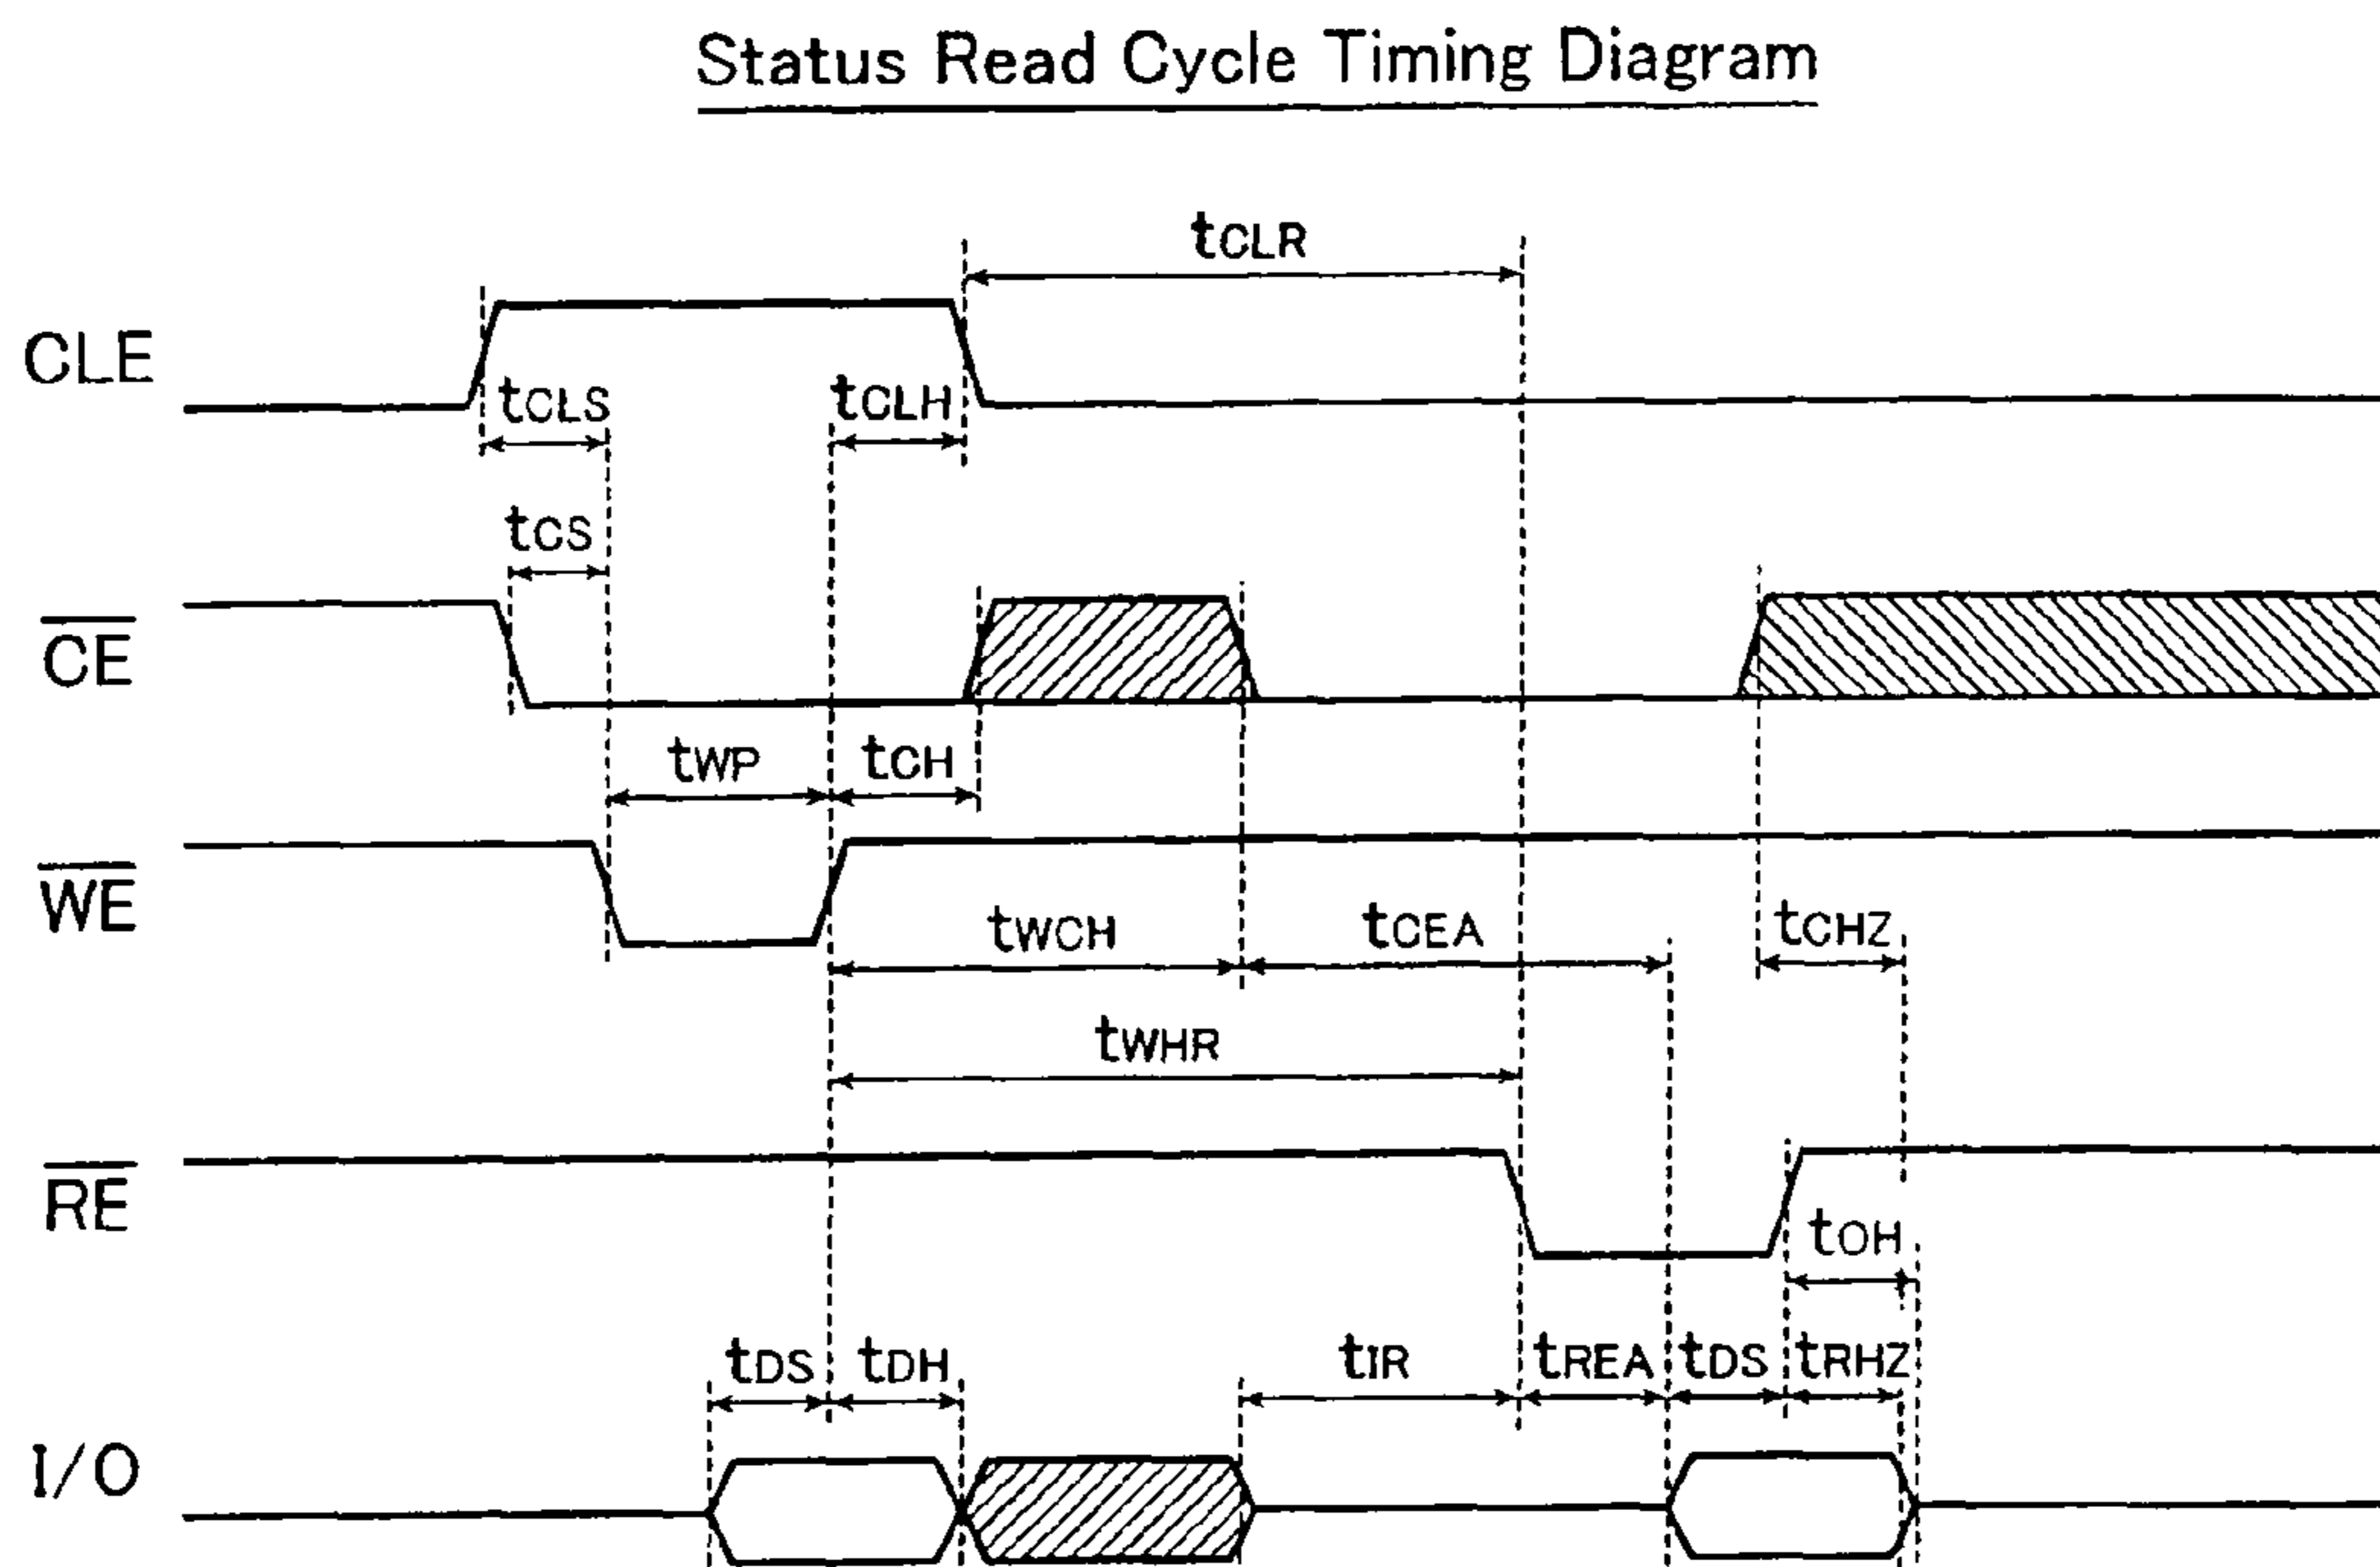 Status Read Cycle Timing Diagram
tCLR
CLE
tCLS
tCLH
tCS
CE
tWP
tCH
WE
tWCH
tCEA
tCHZ
tWHR
RE
tOH
tDS
tDH
tIR
tREA
tDS
tRHZ
I/O